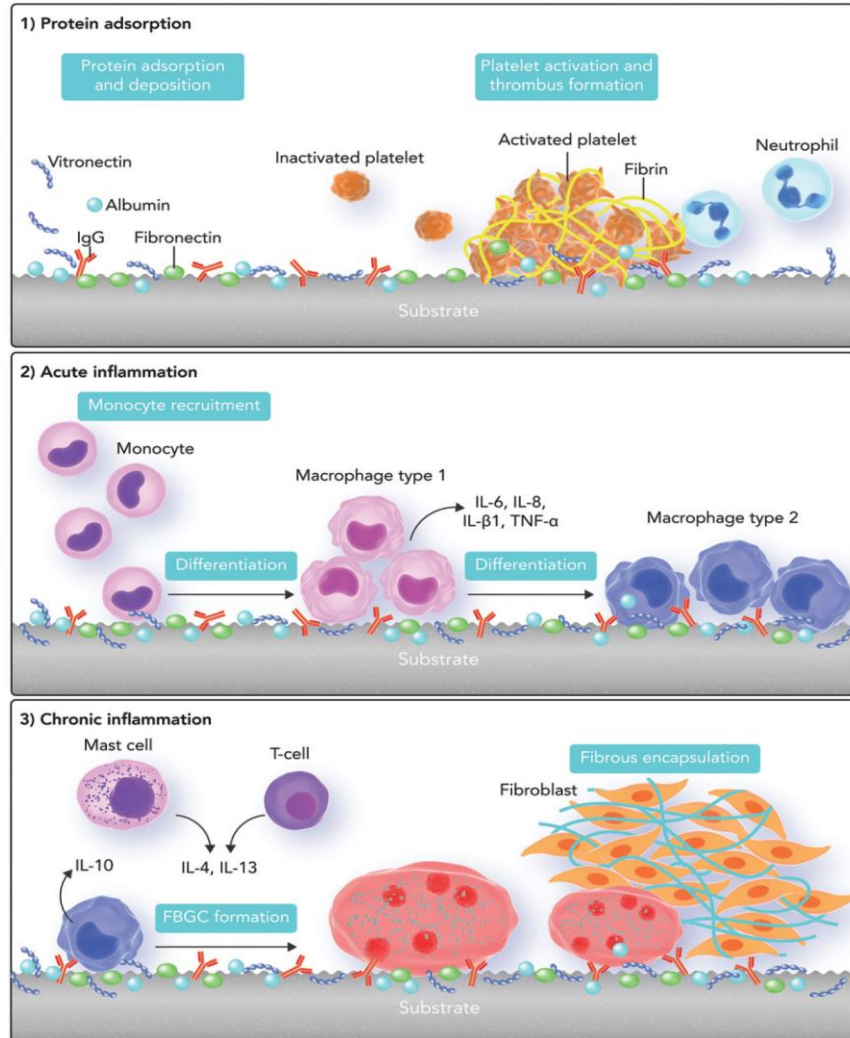 1) Protein adsorption
Protein adsorption
and deposition
Platelet activation and
thrombus formation
Vitronectin
Albumin
IgG
Fibronectin
Inactivated platelet
Activated platelet
Fibrin
Neutrophil
Substrate
2) Acute inflammation
Monocyte recruitment
Monocyte
Macrophage type 1
IL-6, IL-8,
IL-β1, TNF-α
Macrophage type 2
Differentiation
Differentiation
Substrate
3) Chronic inflammation
Mast cell
T-cell
Fibrous encapsulation
Fibroblast
IL-10
IL-4, IL-13
FBGC formation
Substrate